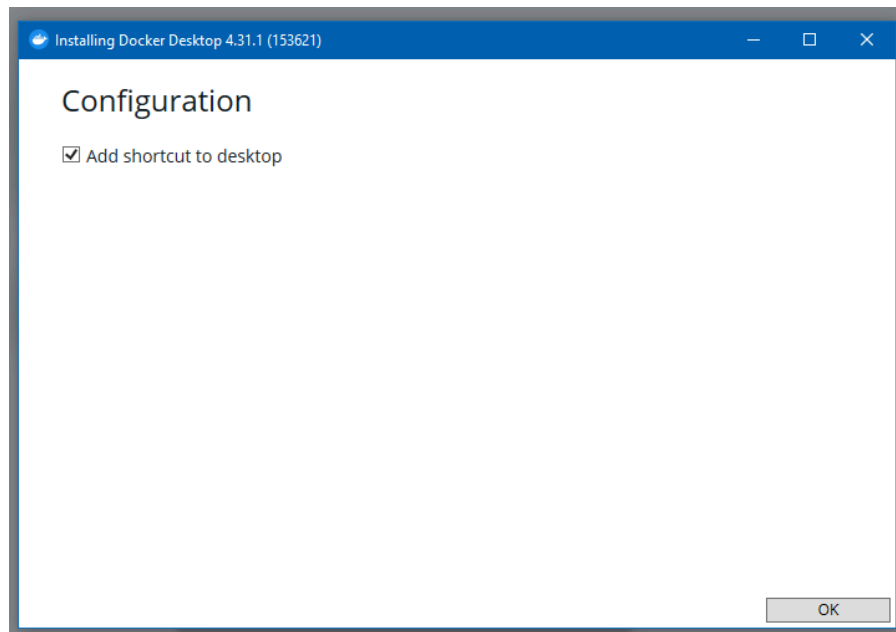 Installing Docker Desktop 4.31.1 (153621)
Configuration
Add shortcut to desktop
OK